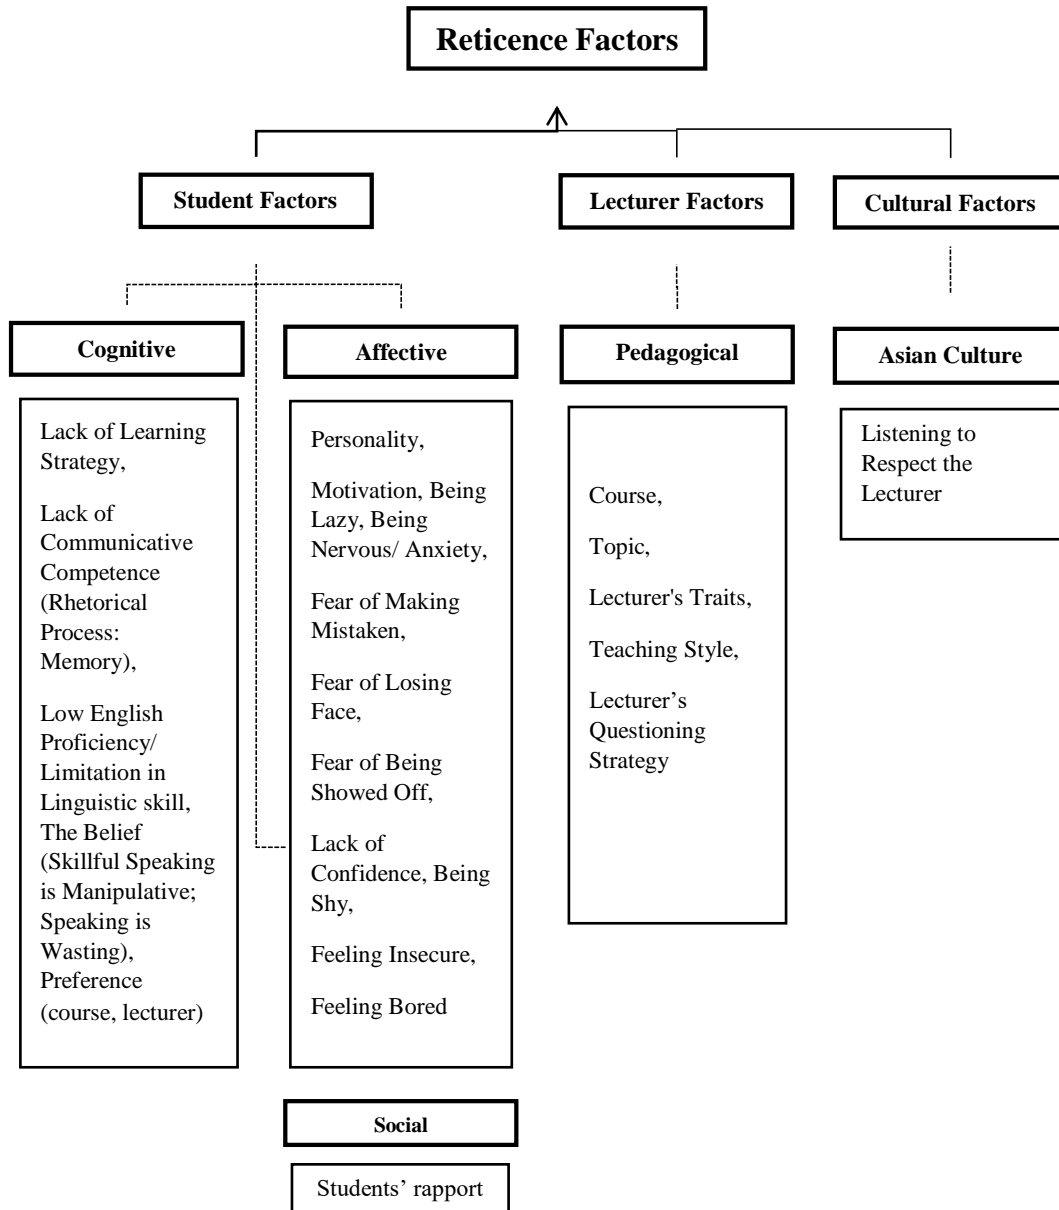 Reticence Factors
Student Factors
Lecturer Factors
Cultural Factors
Cognitive
Affective
Pedagogical
Asian Culture
Lack of Learning
Strategy,
Lack of
Communicative
Competence
(Rhetorical
Process:
Memory),
Low English
Proficiency/
Limitation in
Linguistic skill,
The Belief
(Skillful Speaking
is Manipulative;
Speaking is
Wasting),
Preference
(course, lecturer)
Personality,
Motivation, Being
Lazy, Being
Nervous/ Anxiety,
Fear of Making
Mistaken,
Fear of Losing
Face,
Fear of Being
Showed Off,
Lack of
Confidence, Being
Shy,
Feeling Insecure,
Feeling Bored
Course,
Topic,
Lecturer's Traits,
Teaching Style,
Lecturer’s
Questioning
Strategy
Listening to
Respect the
Lecturer
Social
Students’ rapport